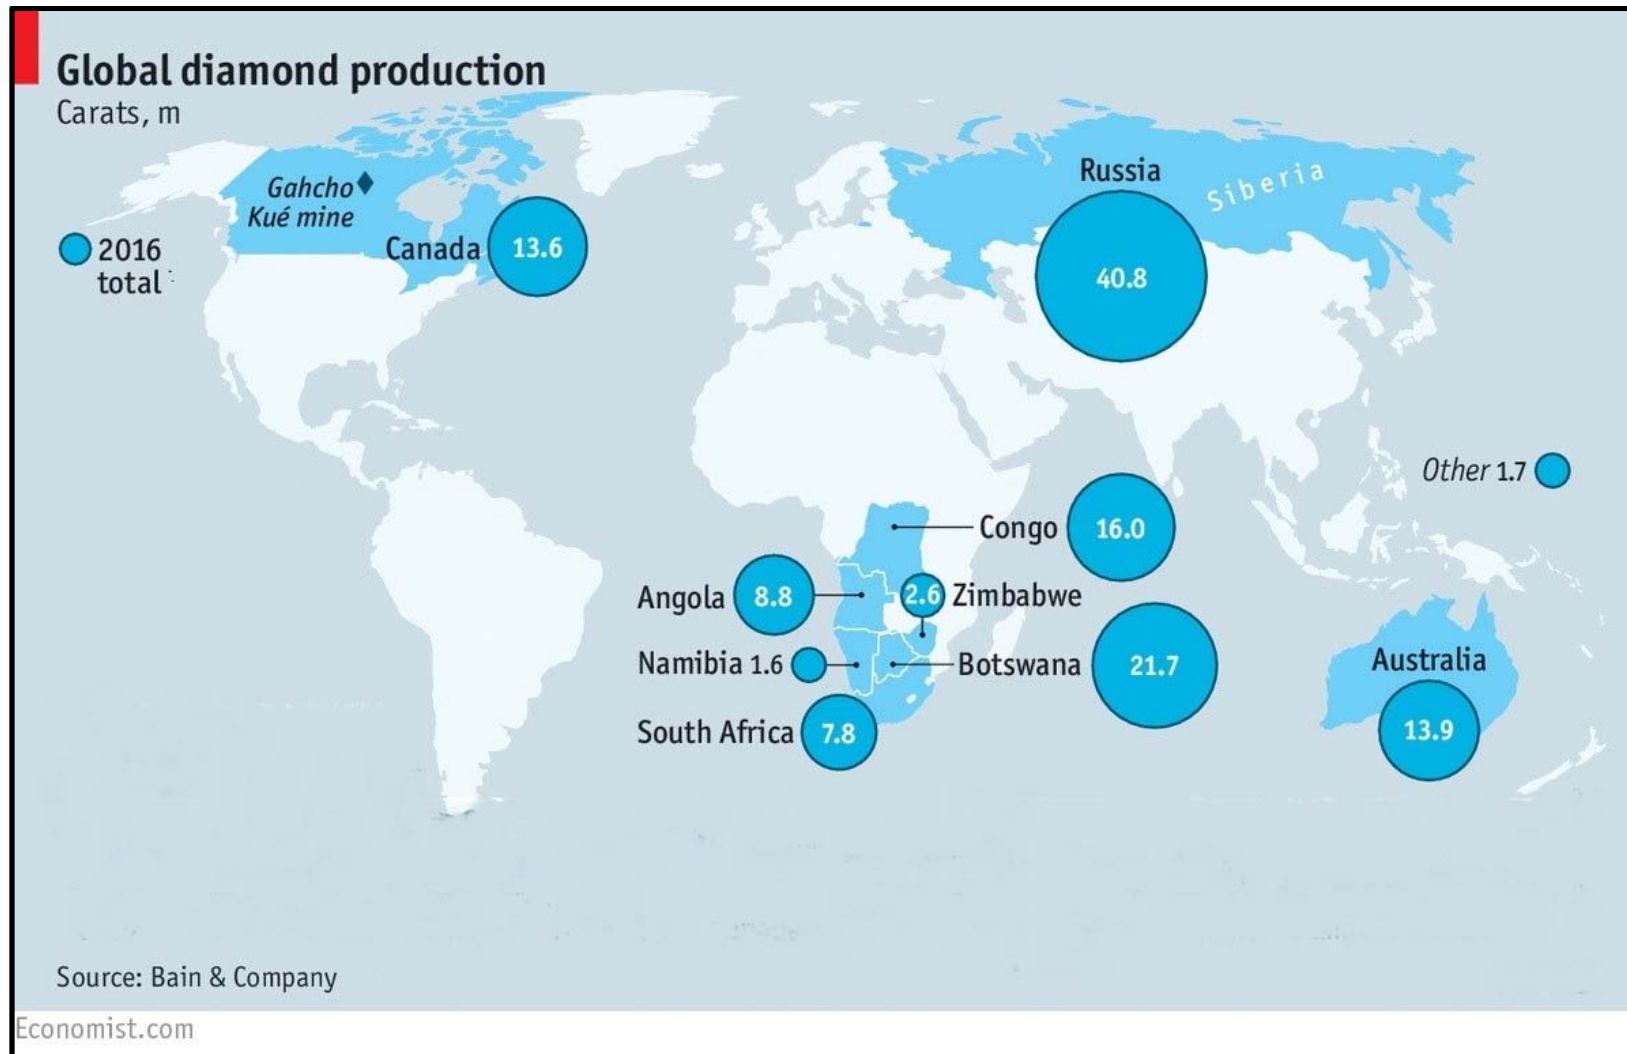 Global diamond production
Carats, m
Gahcho
Kué mine
2016
total
Canada 13.6
Russia
Siberia
40.8
Other 1.7
Congo 16.0
Angola 8.8
2.6 Zimbabwe
Namibia 1.6
Botswana 21.7
Australia
13.9
South Africa 7.8
Source: Bain & Company
Economist.com